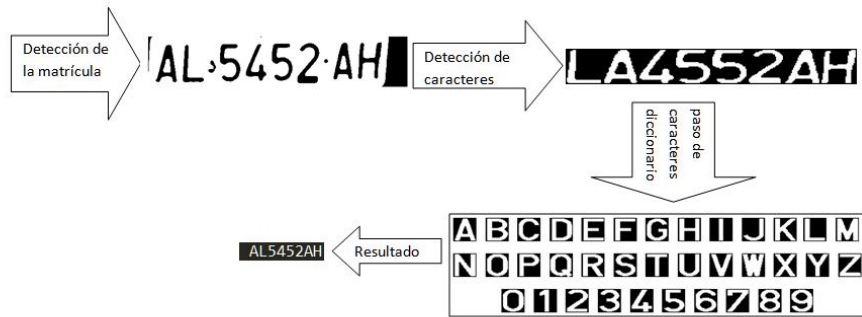 Detección de
la matrícula
AL·5452·AH
Detección de
caracteres
LA4552AH
paso de
caracteres
diccionario
ABCDEFGHIJKLM
NOPQRSTUVWXYZ
0123456789
Resultado
AL5452AH